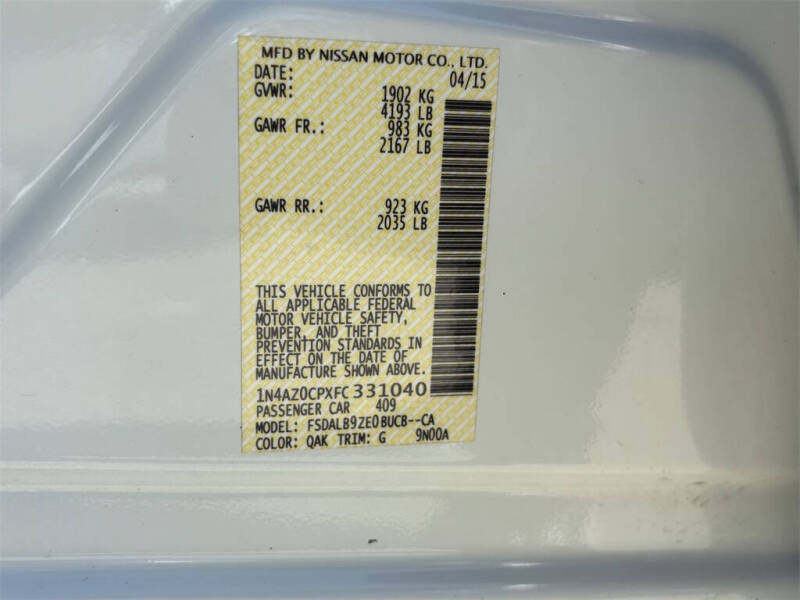 MFD BY NISSAN MOTOR CO., LTD.
DATE: 04/15
GVWR: 1902 KG
4193 LB
GAWR FR.: 983 KG
2167 LB
GAWR RR.: 923 KG
2035 LB
THIS VEHICLE CONFORMS TO
ALL APPLICABLE FEDERAL
MOTOR VEHICLE SAFETY,
BUMPER, AND THEFT
PREVENTION STANDARDS IN
EFFECT ON THE DATE OF
MANUFACTURE SHOWN ABOVE.
1N4AZ0CPXFC331040
PASSENGER CAR 409
MODEL: FSDALB9ZE0BUCB--CA
COLOR: QAK TRIM: G 9N00A